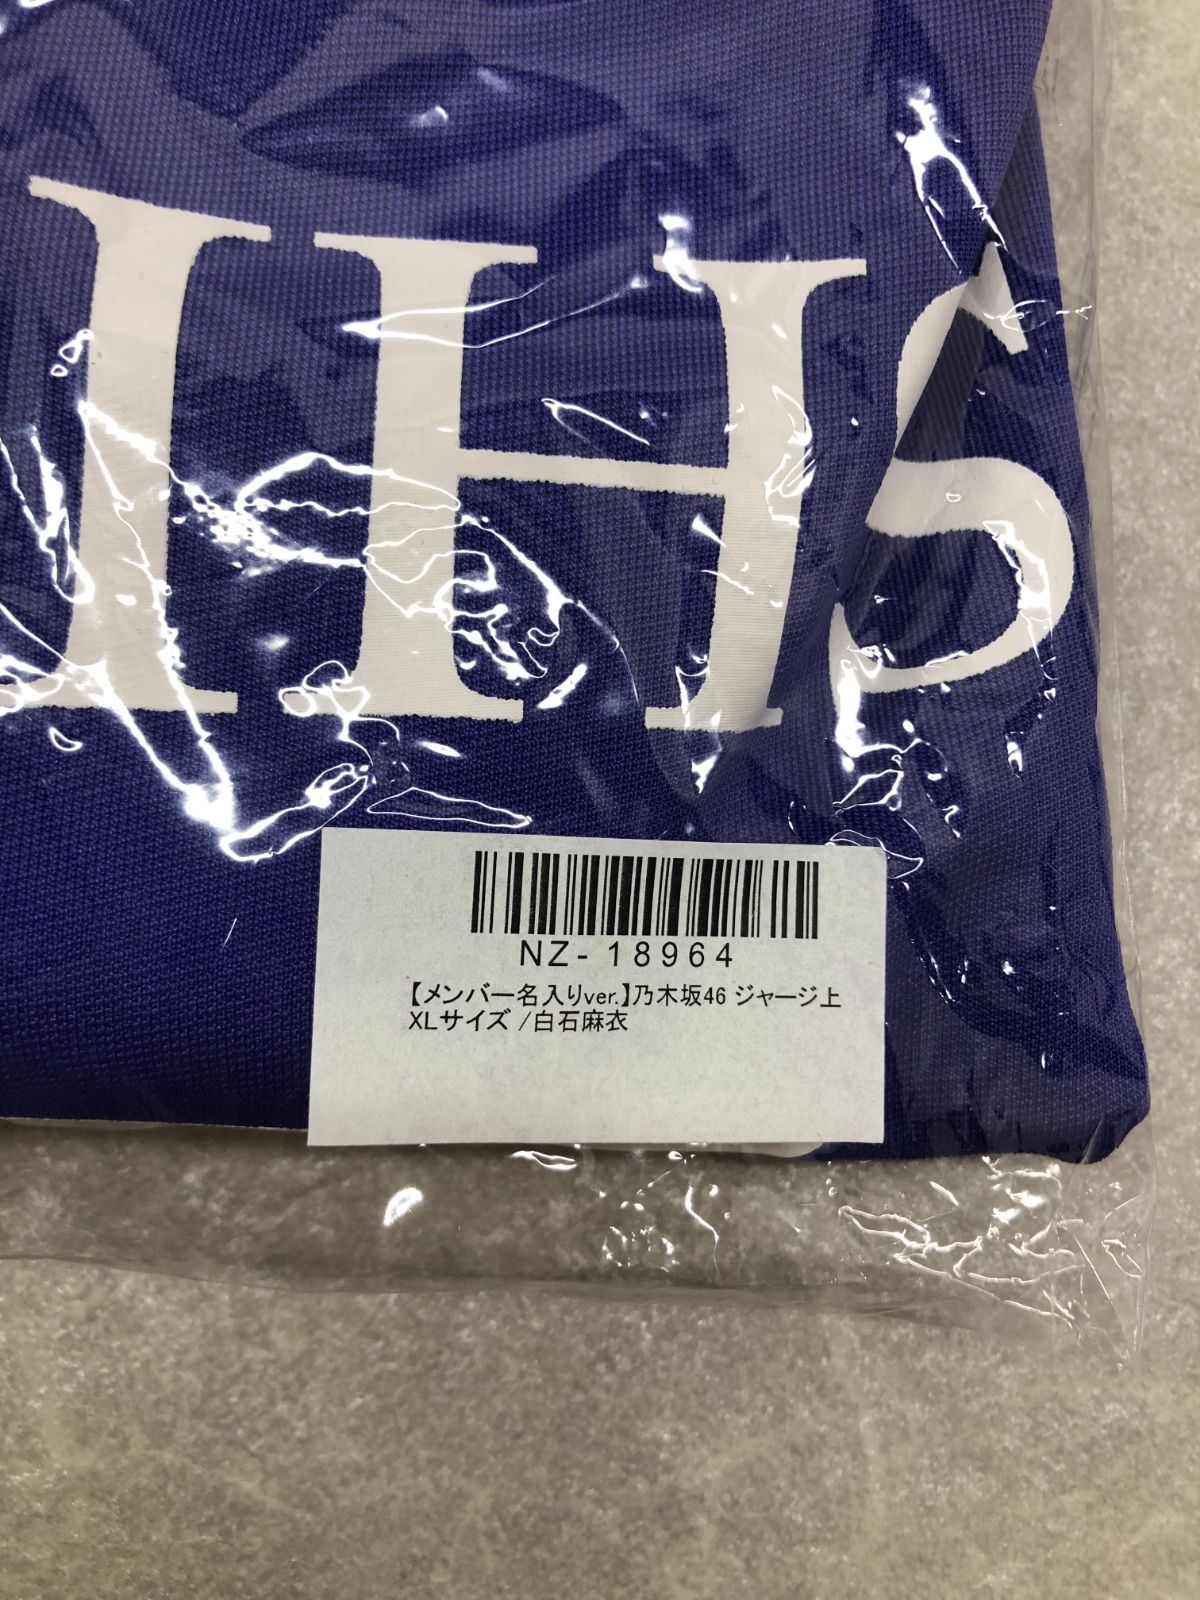 IHS
NZ-18964
【メンバー名入りver.】乃木坂46 ジャージ上
XLサイズ /白石麻衣